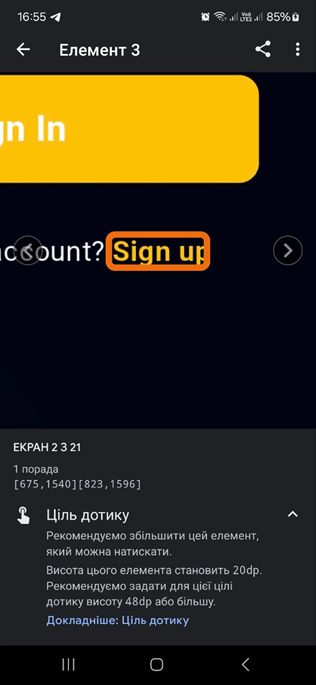 16:55 85%
Елемент 3
gn In
account? Sign up
ЕКРАН 2 З 21
1 порада
[675,1540][823,1596]
Ціль дотику
Рекомендуємо збільшити цей елемент,
який можна натискати.
Висота цього елемента становить 20dp.
Рекомендуємо задати для цієї цілі
дотику висоту 48dp або більшу.
Докладніше: Ціль дотику